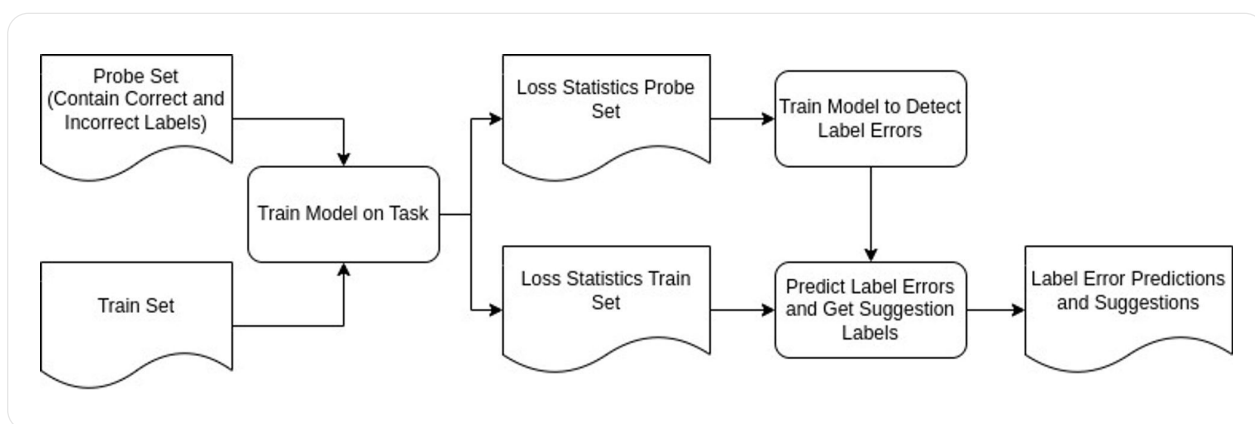 Probe Set
(Contain Correct and
Incorrect Labels)
Train Set
Train Model on Task
Loss Statistics Probe
Set
Loss Statistics Train
Set
Train Model to Detect
Label Errors
Predict Label Errors
and Get Suggestion
Labels
Label Error Predictions
and Suggestions